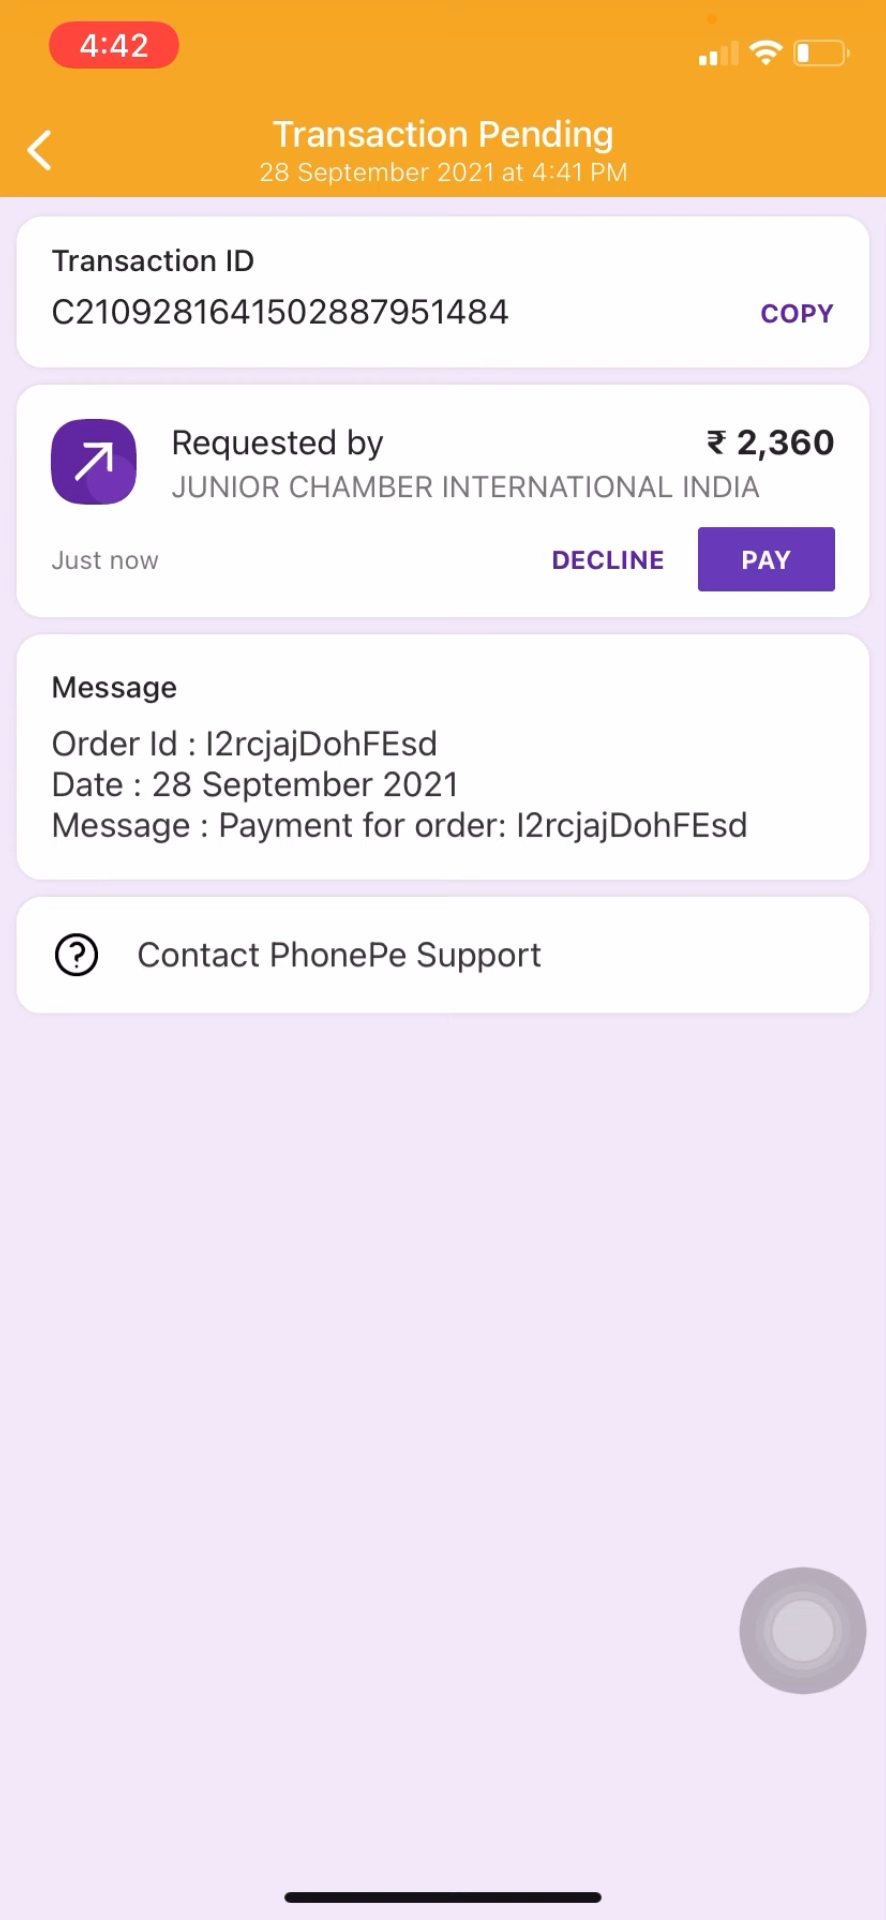 4:42
Transaction Pending
28 September 2021 at 4:41 PM
Transaction ID
C2109281641502887951484
COPY
Requested by
₹ 2,360
JUNIOR CHAMBER INTERNATIONAL INDIA
Just now
DECLINE
PAY
Message
Order Id : I2rcjajDohFEsd
Date : 28 September 2021
Message : Payment for order: I2rcjajDohFEsd
Contact PhonePe Support